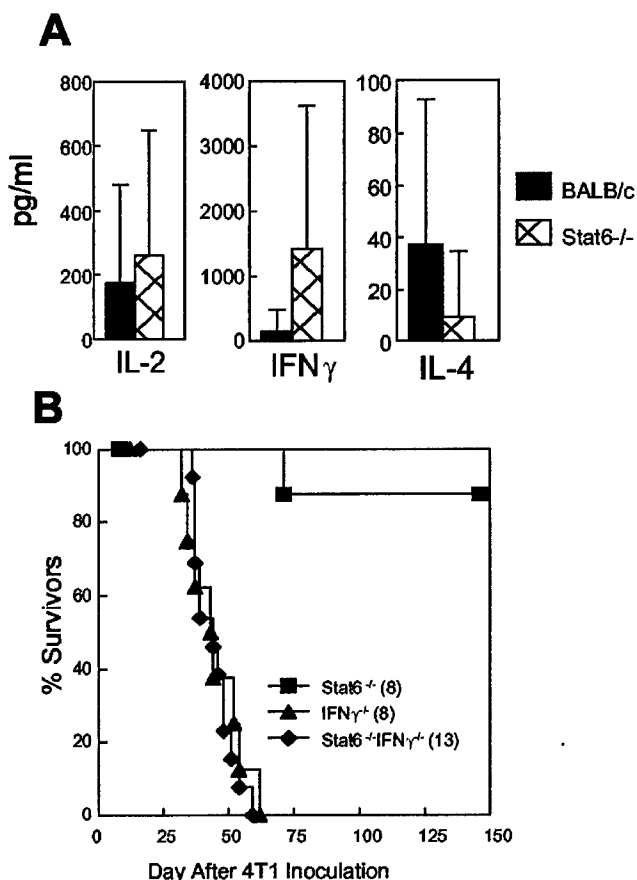 A
pg/ml
800
600
400
200
0
IL-2
4000
3000
2000
1000
0
IFNγ
100
80
60
40
20
0
IL-4
BALB/c
Stat6-/-
B
% Survivors
100
80
60
40
20
0
Stat6-/- (8)
IFNγ-/- (8)
Stat6-/-IFNγ-/- (13)
0 25 50 75 100 125 150
Day After 4T1 Inoculation